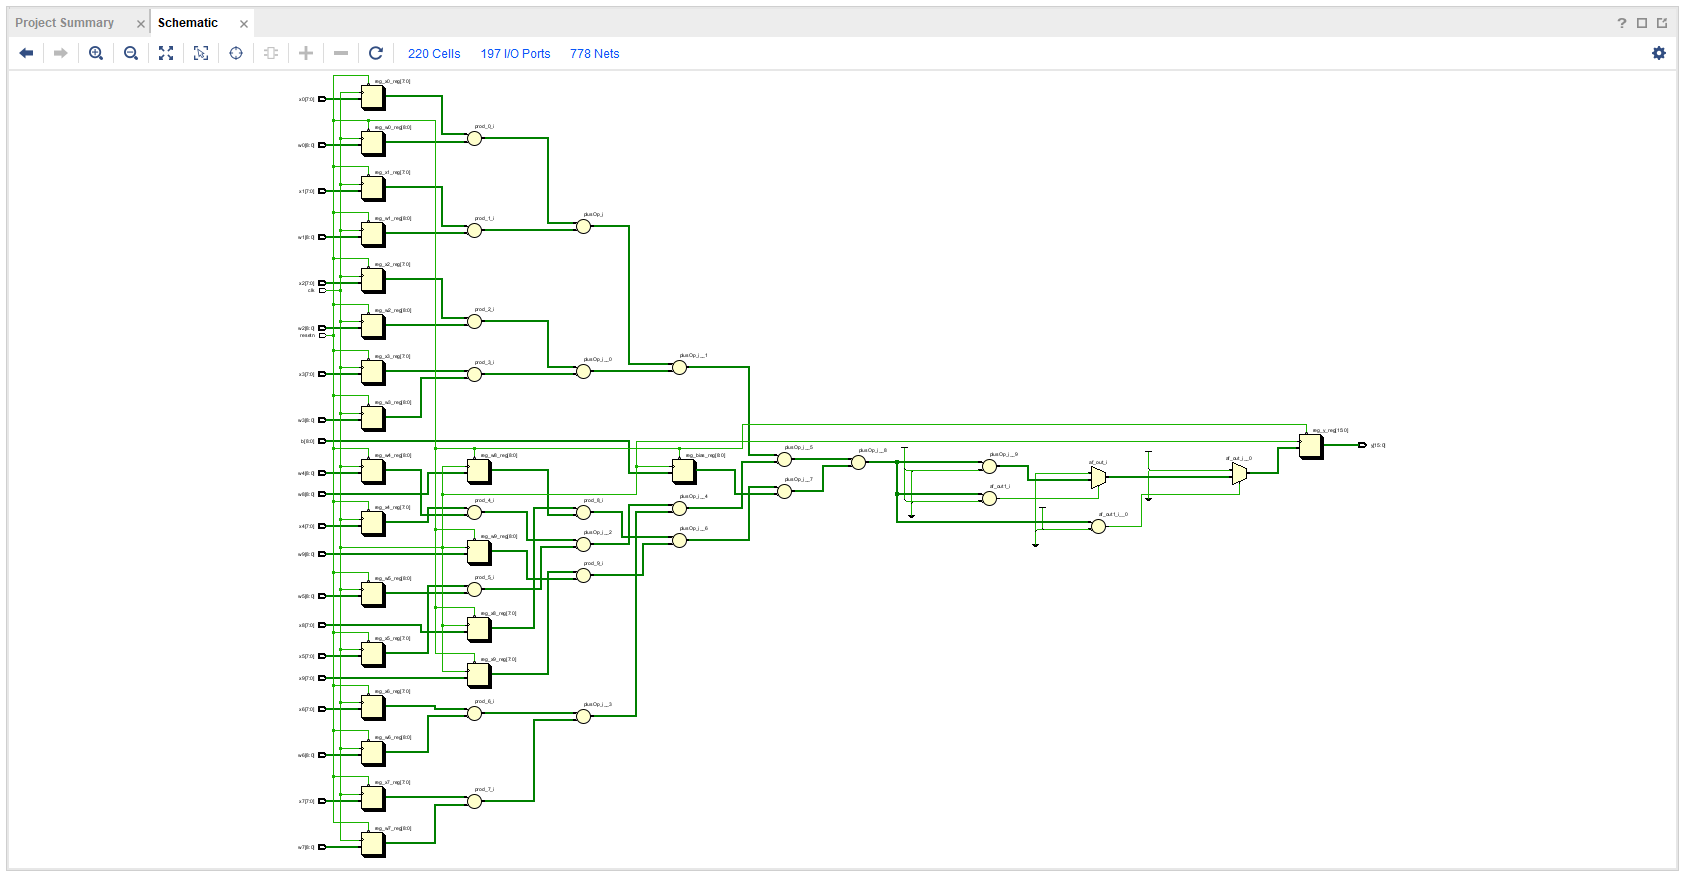 Project Summary
Schematic
220 Cells
197 I/O Ports
778 Nets
reg_x0_reg[7:0]
x0[7:0]
reg_w0_reg[8:0]
prod_0_i
w0[8:0]
reg_x1_reg[7:0]
x1[7:0]
reg_w1_reg[8:0]
prod_1_i
plusOp_i
w1[8:0]
reg_x2_reg[7:0]
x2[7:0]
clk
reg_w2_reg[8:0]
prod_2_i
w2[8:0]
resetn
reg_x3_reg[7:0]
prod_3_i
plusOp_i__0
plusOp_i__1
x3[7:0]
reg_w3_reg[8:0]
w3[8:0]
reg_y_reg[15:0]
b[8:0]
y[15:0]
reg_w4_reg[8:0]
reg_w8_reg[8:0]
reg_bias_reg[8:0]
plusOp_i__5
plusOp_i__8
plusOp_i__9
af_out_i
af_out_i__0
w4[8:0]
plusOp_i__7
af_out1_i
w8[8:0]
reg_x4_reg[7:0]
prod_4_i
prod_8_i
plusOp_i__4
af_out1_i__0
x4[7:0]
reg_w9_reg[8:0]
plusOp_i__2
plusOp_i__6
w9[8:0]
reg_w5_reg[8:0]
prod_5_i
prod_9_i
w5[8:0]
reg_x8_reg[7:0]
x8[7:0]
reg_x5_reg[7:0]
x5[7:0]
reg_x9_reg[7:0]
x9[7:0]
reg_x6_reg[7:0]
prod_6_i
plusOp_i__3
x6[7:0]
reg_w6_reg[8:0]
w6[8:0]
reg_x7_reg[7:0]
prod_7_i
x7[7:0]
reg_w7_reg[8:0]
w7[8:0]